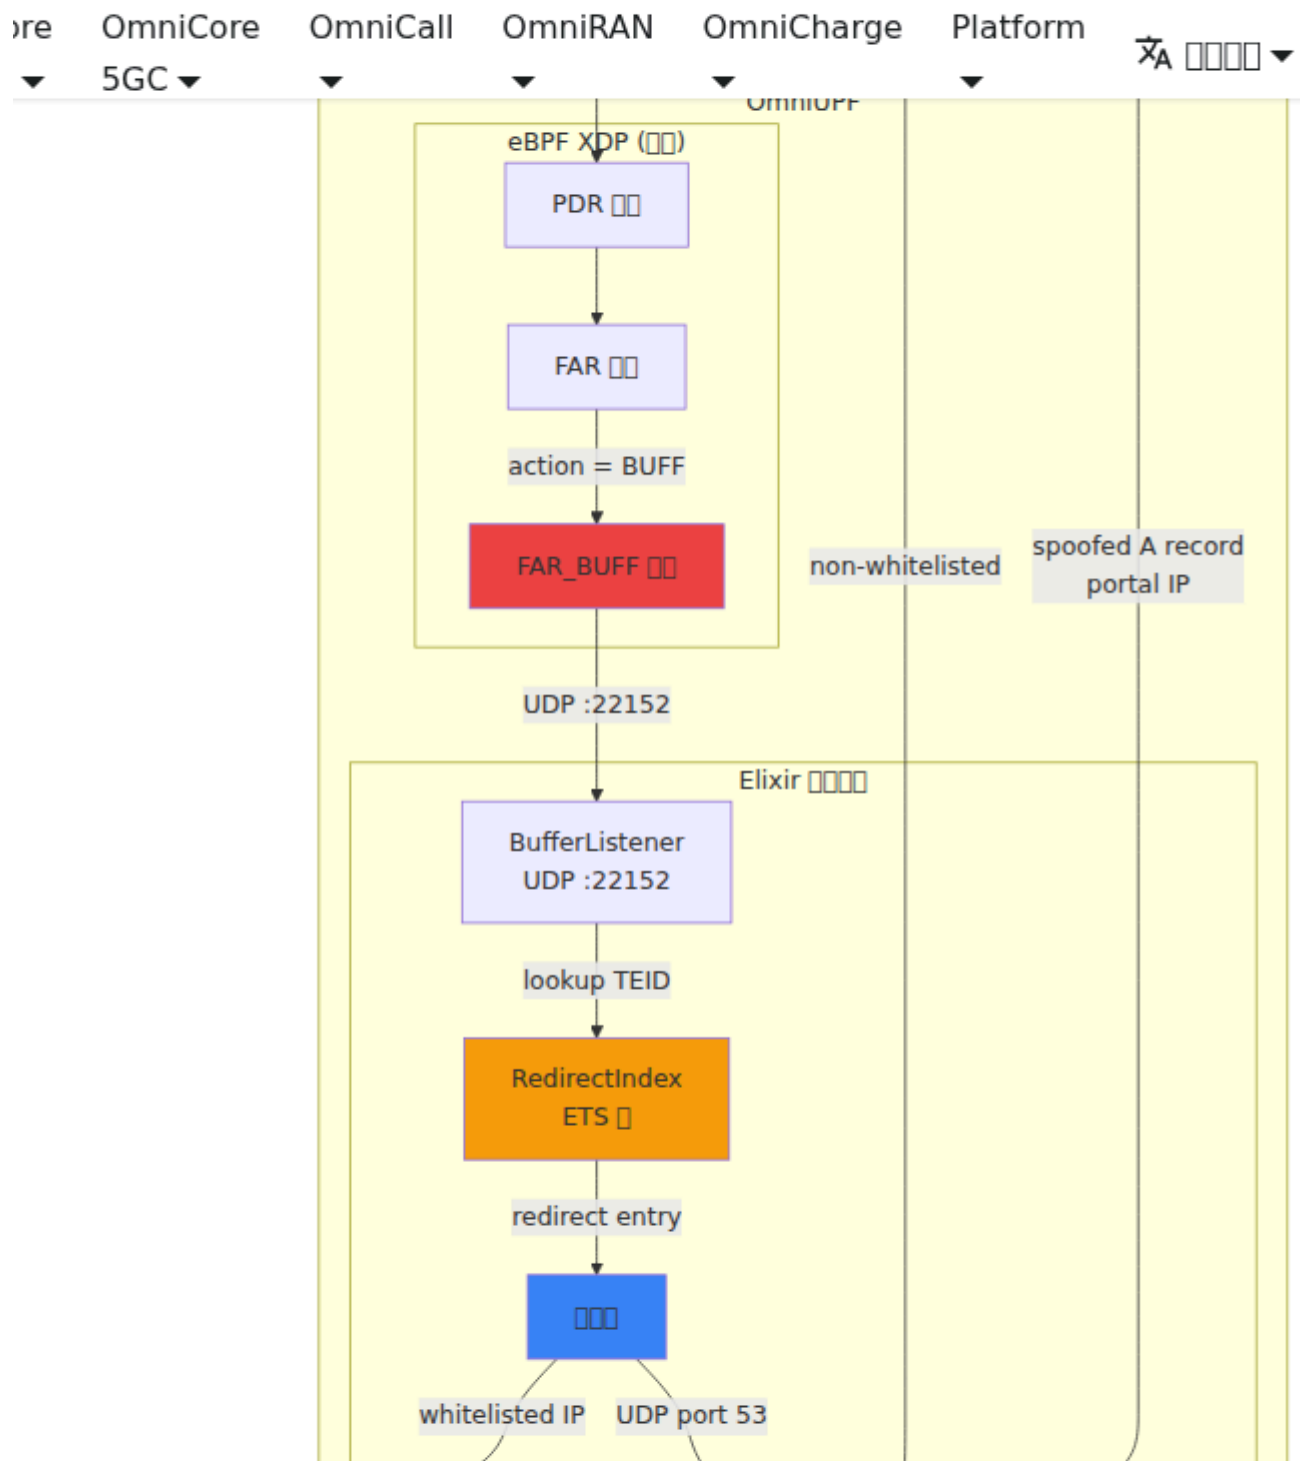 OmniCore
5GC
OmniCall
OmniRAN
OmniCharge
Platform
OmniUPF
eBPF XDP
PDR
FAR
action = BUFF
FAR_BUFF
non-whitelisted
spoofed A record
portal IP
UDP :22152
Elixir
BufferListener
UDP :22152
lookup TEID
RedirectIndex
ETS
redirect entry
whitelisted IP
UDP port 53